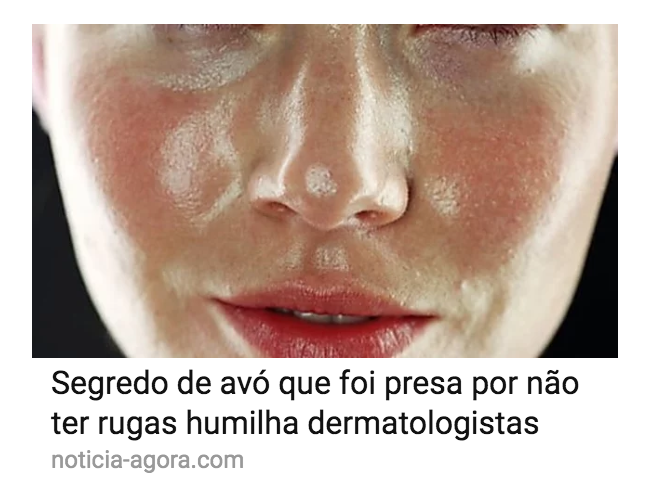 Segredo de avó que foi presa por não
ter rugas humilha dermatologistas
noticia-agora.com